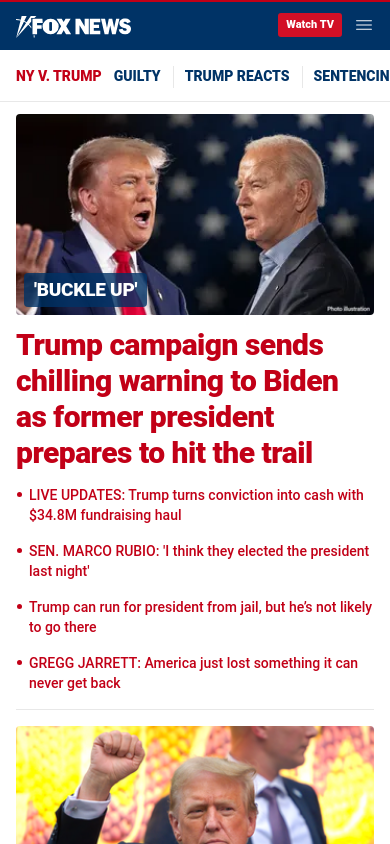 FOX NEWS
Watch TV
NY V. TRUMP GUILTY TRUMP REACTS SENTENCIN
'BUCKLE UP'
Photo illustration
Trump campaign sends
chilling warning to Biden
as former president
prepares to hit the trail
• LIVE UPDATES: Trump turns conviction into cash with
$34.8M fundraising haul
• SEN. MARCO RUBIO: 'I think they elected the president
last night'
• Trump can run for president from jail, but he’s not likely
to go there
• GREGG JARRETT: America just lost something it can
never get back